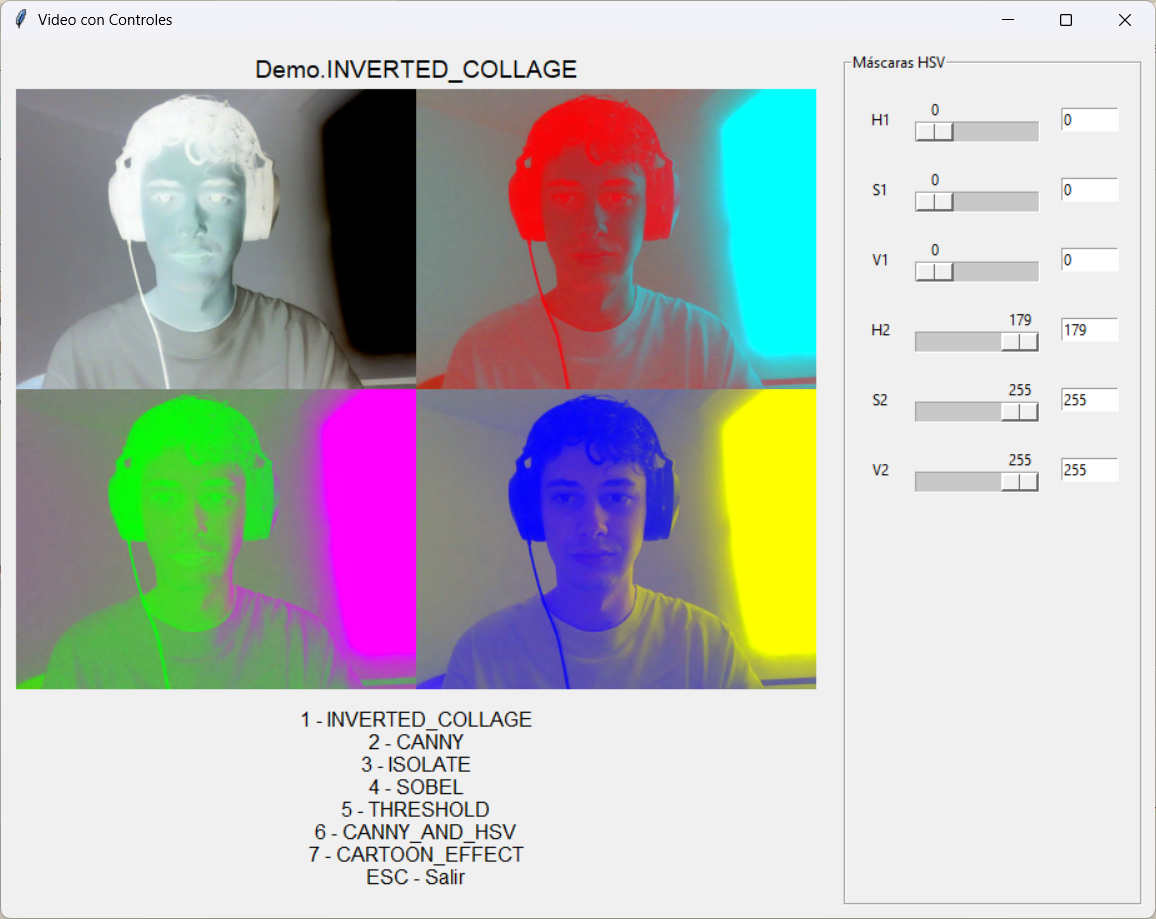 Video con Controles
Demo.INVERTED_COLLAGE
1 - INVERTED_COLLAGE
2 - CANNY
3 - ISOLATE
4 - SOBEL
5 - THRESHOLD
6 - CANNY_AND_HSV
7 - CARTOON_EFFECT
ESC - Salir
Máscaras HSV
0
H1 0
0
S1 0
0
V1 0
179
H2 179
255
S2 255
255
V2 255